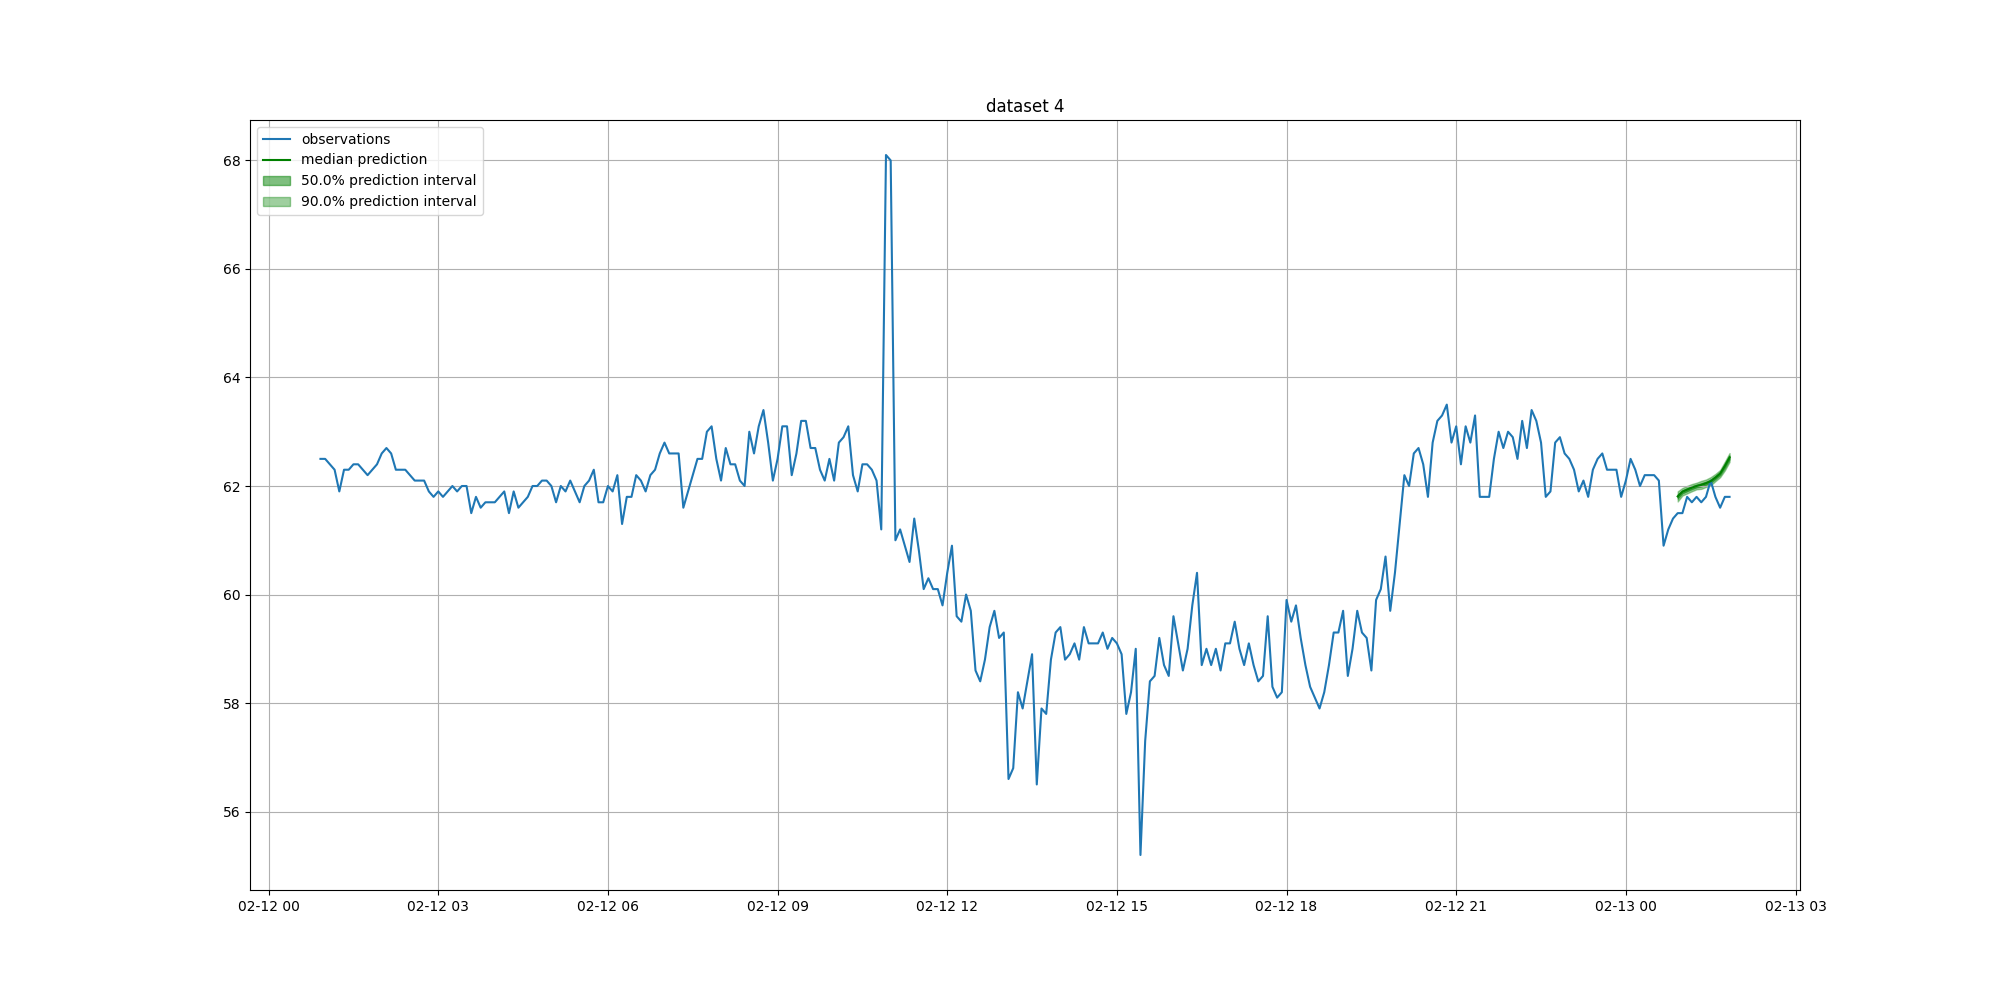 dataset 4
observations
median prediction
50.0% prediction interval
90.0% prediction interval
68
66
64
62
60
58
56
02-12 00 02-12 03 02-12 06 02-12 09 02-12 12 02-12 15 02-12 18 02-12 21 02-13 00 02-13 03